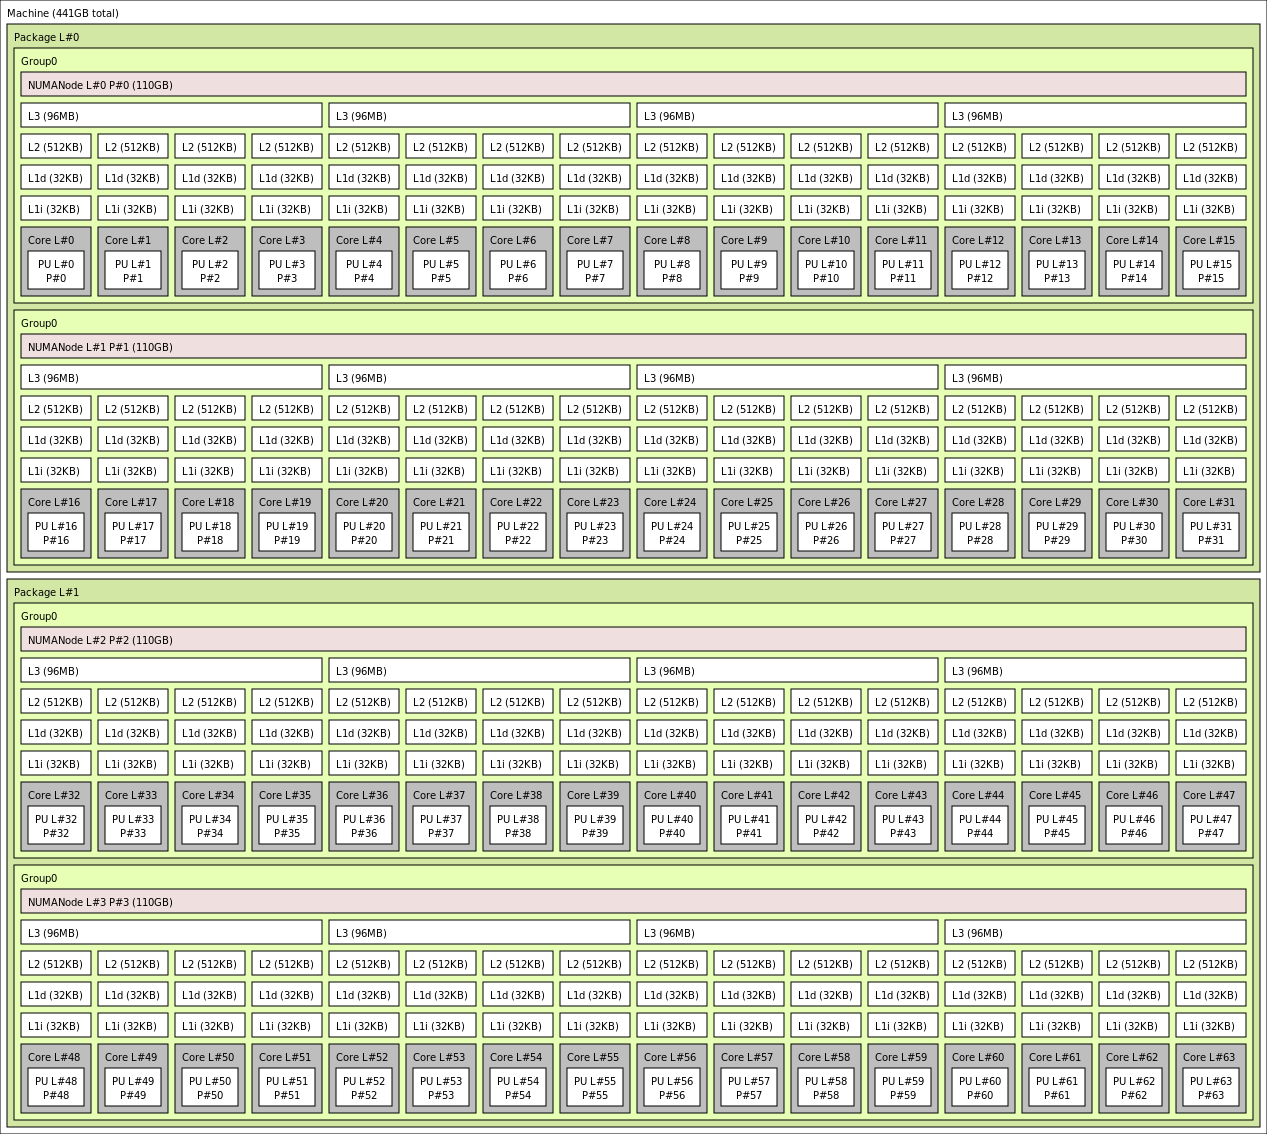 Machine (441GB total)
Package L#0
Group0
NUMANode L#0 P#0 (110GB)
L3 (96MB) L3 (96MB) L3 (96MB) L3 (96MB)
L2 (512KB) L2 (512KB) L2 (512KB) L2 (512KB) L2 (512KB) L2 (512KB) L2 (512KB) L2 (512KB) L2 (512KB) L2 (512KB) L2 (512KB) L2 (512KB) L2 (512KB) L2 (512KB) L2 (512KB) L2 (512KB)
L1d (32KB) L1d (32KB) L1d (32KB) L1d (32KB) L1d (32KB) L1d (32KB) L1d (32KB) L1d (32KB) L1d (32KB) L1d (32KB) L1d (32KB) L1d (32KB) L1d (32KB) L1d (32KB) L1d (32KB) L1d (32KB)
L1i (32KB) L1i (32KB) L1i (32KB) L1i (32KB) L1i (32KB) L1i (32KB) L1i (32KB) L1i (32KB) L1i (32KB) L1i (32KB) L1i (32KB) L1i (32KB) L1i (32KB) L1i (32KB) L1i (32KB) L1i (32KB)
Core L#0 Core L#1 Core L#2 Core L#3 Core L#4 Core L#5 Core L#6 Core L#7 Core L#8 Core L#9 Core L#10 Core L#11 Core L#12 Core L#13 Core L#14 Core L#15
PU L#0 PU L#1 PU L#2 PU L#3 PU L#4 PU L#5 PU L#6 PU L#7 PU L#8 PU L#9 PU L#10 PU L#11 PU L#12 PU L#13 PU L#14 PU L#15
P#0 P#1 P#2 P#3 P#4 P#5 P#6 P#7 P#8 P#9 P#10 P#11 P#12 P#13 P#14 P#15
Group0
NUMANode L#1 P#1 (110GB)
L3 (96MB) L3 (96MB) L3 (96MB) L3 (96MB)
L2 (512KB) L2 (512KB) L2 (512KB) L2 (512KB) L2 (512KB) L2 (512KB) L2 (512KB) L2 (512KB) L2 (512KB) L2 (512KB) L2 (512KB) L2 (512KB) L2 (512KB) L2 (512KB) L2 (512KB) L2 (512KB)
L1d (32KB) L1d (32KB) L1d (32KB) L1d (32KB) L1d (32KB) L1d (32KB) L1d (32KB) L1d (32KB) L1d (32KB) L1d (32KB) L1d (32KB) L1d (32KB) L1d (32KB) L1d (32KB) L1d (32KB) L1d (32KB)
L1i (32KB) L1i (32KB) L1i (32KB) L1i (32KB) L1i (32KB) L1i (32KB) L1i (32KB) L1i (32KB) L1i (32KB) L1i (32KB) L1i (32KB) L1i (32KB) L1i (32KB) L1i (32KB) L1i (32KB) L1i (32KB)
Core L#16 Core L#17 Core L#18 Core L#19 Core L#20 Core L#21 Core L#22 Core L#23 Core L#24 Core L#25 Core L#26 Core L#27 Core L#28 Core L#29 Core L#30 Core L#31
PU L#16 PU L#17 PU L#18 PU L#19 PU L#20 PU L#21 PU L#22 PU L#23 PU L#24 PU L#25 PU L#26 PU L#27 PU L#28 PU L#29 PU L#30 PU L#31
P#16 P#17 P#18 P#19 P#20 P#21 P#22 P#23 P#24 P#25 P#26 P#27 P#28 P#29 P#30 P#31
Package L#1
Group0
NUMANode L#2 P#2 (110GB)
L3 (96MB) L3 (96MB) L3 (96MB) L3 (96MB)
L2 (512KB) L2 (512KB) L2 (512KB) L2 (512KB) L2 (512KB) L2 (512KB) L2 (512KB) L2 (512KB) L2 (512KB) L2 (512KB) L2 (512KB) L2 (512KB) L2 (512KB) L2 (512KB) L2 (512KB) L2 (512KB)
L1d (32KB) L1d (32KB) L1d (32KB) L1d (32KB) L1d (32KB) L1d (32KB) L1d (32KB) L1d (32KB) L1d (32KB) L1d (32KB) L1d (32KB) L1d (32KB) L1d (32KB) L1d (32KB) L1d (32KB) L1d (32KB)
L1i (32KB) L1i (32KB) L1i (32KB) L1i (32KB) L1i (32KB) L1i (32KB) L1i (32KB) L1i (32KB) L1i (32KB) L1i (32KB) L1i (32KB) L1i (32KB) L1i (32KB) L1i (32KB) L1i (32KB) L1i (32KB)
Core L#32 Core L#33 Core L#34 Core L#35 Core L#36 Core L#37 Core L#38 Core L#39 Core L#40 Core L#41 Core L#42 Core L#43 Core L#44 Core L#45 Core L#46 Core L#47
PU L#32 PU L#33 PU L#34 PU L#35 PU L#36 PU L#37 PU L#38 PU L#39 PU L#40 PU L#41 PU L#42 PU L#43 PU L#44 PU L#45 PU L#46 PU L#47
P#32 P#33 P#34 P#35 P#36 P#37 P#38 P#39 P#40 P#41 P#42 P#43 P#44 P#45 P#46 P#47
Group0
NUMANode L#3 P#3 (110GB)
L3 (96MB) L3 (96MB) L3 (96MB) L3 (96MB)
L2 (512KB) L2 (512KB) L2 (512KB) L2 (512KB) L2 (512KB) L2 (512KB) L2 (512KB) L2 (512KB) L2 (512KB) L2 (512KB) L2 (512KB) L2 (512KB) L2 (512KB) L2 (512KB) L2 (512KB) L2 (512KB)
L1d (32KB) L1d (32KB) L1d (32KB) L1d (32KB) L1d (32KB) L1d (32KB) L1d (32KB) L1d (32KB) L1d (32KB) L1d (32KB) L1d (32KB) L1d (32KB) L1d (32KB) L1d (32KB) L1d (32KB) L1d (32KB)
L1i (32KB) L1i (32KB) L1i (32KB) L1i (32KB) L1i (32KB) L1i (32KB) L1i (32KB) L1i (32KB) L1i (32KB) L1i (32KB) L1i (32KB) L1i (32KB) L1i (32KB) L1i (32KB) L1i (32KB) L1i (32KB)
Core L#48 Core L#49 Core L#50 Core L#51 Core L#52 Core L#53 Core L#54 Core L#55 Core L#56 Core L#57 Core L#58 Core L#59 Core L#60 Core L#61 Core L#62 Core L#63
PU L#48 PU L#49 PU L#50 PU L#51 PU L#52 PU L#53 PU L#54 PU L#55 PU L#56 PU L#57 PU L#58 PU L#59 PU L#60 PU L#61 PU L#62 PU L#63
P#48 P#49 P#50 P#51 P#52 P#53 P#54 P#55 P#56 P#57 P#58 P#59 P#60 P#61 P#62 P#63